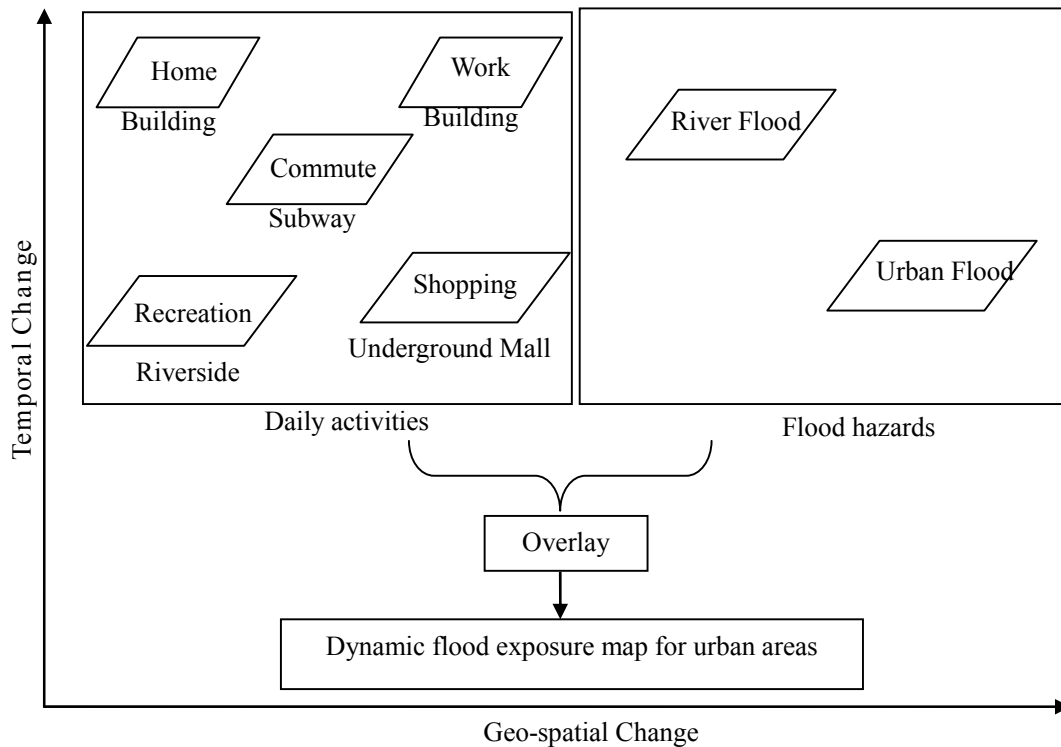 Home
Building
Work
Building
Commute
Subway
Recreation
Riverside
Shopping
Underground Mall
Daily activities
River Flood
Urban Flood
Flood hazards
Overlay
Dynamic flood exposure map for urban areas
Temporal Change
Geo-spatial Change